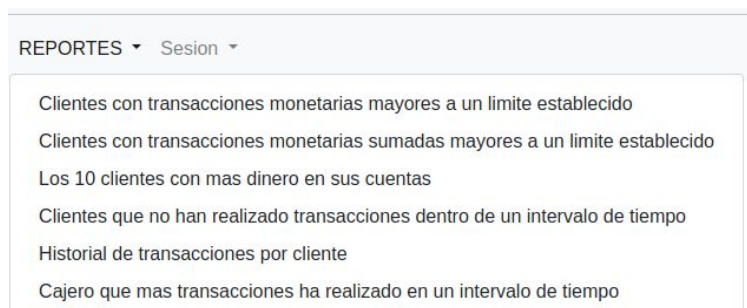 REPORTES Sesion
Clientes con transacciones monetarias mayores a un limite establecido
Clientes con transacciones monetarias sumadas mayores a un limite establecido
Los 10 clientes con mas dinero en sus cuentas
Clientes que no han realizado transacciones dentro de un intervalo de tiempo
Historial de transacciones por cliente
Cajero que mas transacciones ha realizado en un intervalo de tiempo